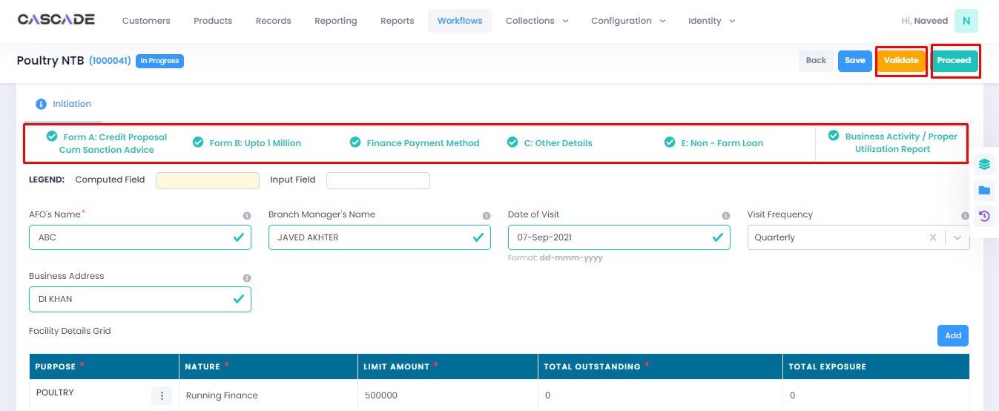 CASCADE Customers Products Records Reporting Reports Workflows Collections Configuration Identity Hi, Naveed N
Poultry NTB (1000041) In Progress Back Save Validate Proceed
Initiation
Form A: Credit Proposal
Cum Sanction Advice
Form B: Upto 1 Million
Finance Payment Method
C: Other Details
E: Non - Farm Loan
Business Activity / Proper
Utilization Report
LEGEND: Computed Field Input Field
AFO's Name* Branch Manager's Name Date of Visit Visit Frequency
ABC JAVED AKHTER 07-Sep-2021 Quarterly
Format: dd-mmm-yyyy
Business Address
DI KHAN
Facility Details Grid Add
PURPOSE * NATURE * LIMIT AMOUNT * TOTAL OUTSTANDING * TOTAL EXPOSURE
POULTRY Running Finance 500000 0 0